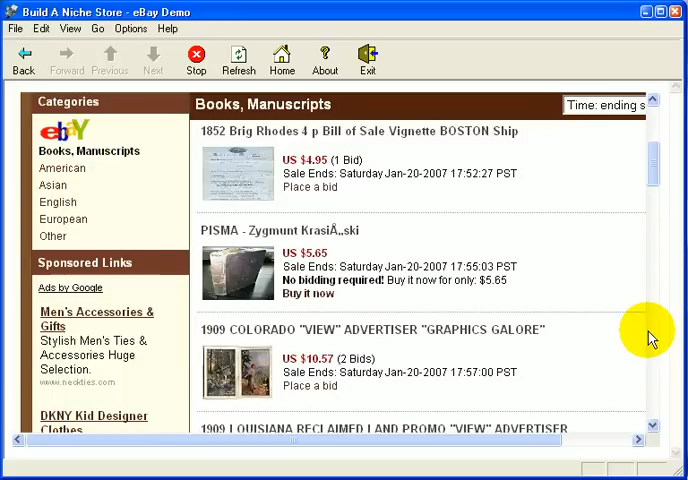 Build A Niche Store - eBay Demo
File Edit View Go Options Help
Back Forward Previous Next Stop Refresh Home About Exit
Categories
ebY
Books, Manuscripts
American
Asian
English
European
Other
Sponsored Links
Ads by Google
Men's Accessories &
Gifts
Stylish Men's Ties &
Accessories Huge
Selection.
www.neckties.com
DKNY Kid Designer
Clothes
Books, Manuscripts
Time: ending s
1852 Brig Rhodes 4 p Bill of Sale Vignette BOSTON Ship
US $4.95 (1 Bid)
Sale Ends: Saturday Jan-20-2007 17:52:27 PST
Place a bid
PISMA - Zygmunt KrasiÅ„ski
US $5.65
Sale Ends: Saturday Jan-20-2007 17:55:03 PST
No bidding required! Buy it now for only: $5.65
Buy it now
1909 COLORADO "VIEW" ADVERTISER "GRAPHICS GALORE"
US $10.57 (2 Bids)
Sale Ends: Saturday Jan-20-2007 17:57:00 PST
Place a bid
1909 LOUISIANA RECLAIMED LAND PROMO "VIEW" ADVERTISER